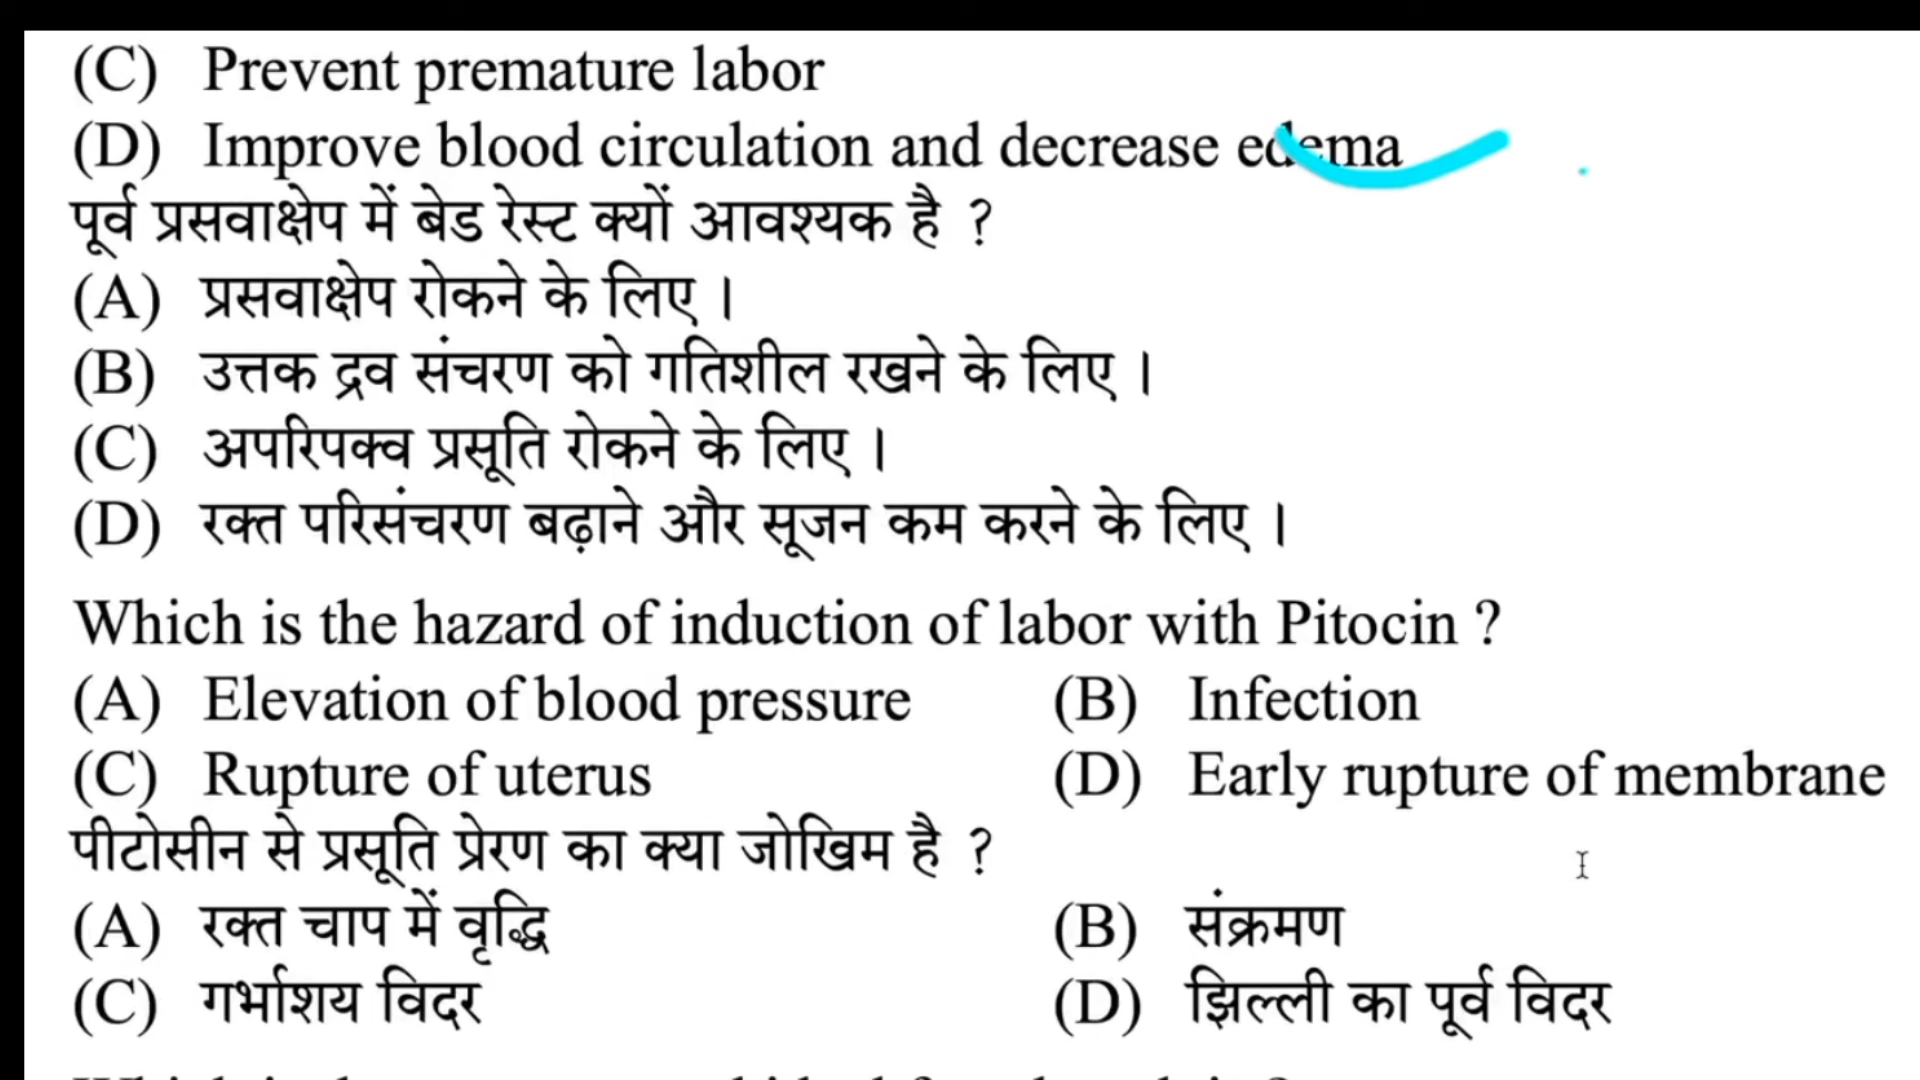 (C) Prevent premature labor
(D) Improve blood circulation and decrease edema
पूर्व प्रसवाक्षेप में बेड रेस्ट क्यों आवश्यक है ?
(A) प्रसवाक्षेप रोकने के लिए ।
(B) उत्तक द्रव संचरण को गतिशील रखने के लिए ।
(C) अपरिपक्व प्रसूति रोकने के लिए ।
(D) रक्त परिसंचरण बढ़ाने और सूजन कम करने के लिए ।
Which is the hazard of induction of labor with Pitocin ?
(A) Elevation of blood pressure (B) Infection
(C) Rupture of uterus (D) Early rupture of membrane
पीटोसीन से प्रसूति प्रेरण का क्या जोखिम है ?
(A) रक्त चाप में वृद्धि (B) संक्रमण
(C) गर्भाशय विदर (D) झिल्ली का पूर्व विदर